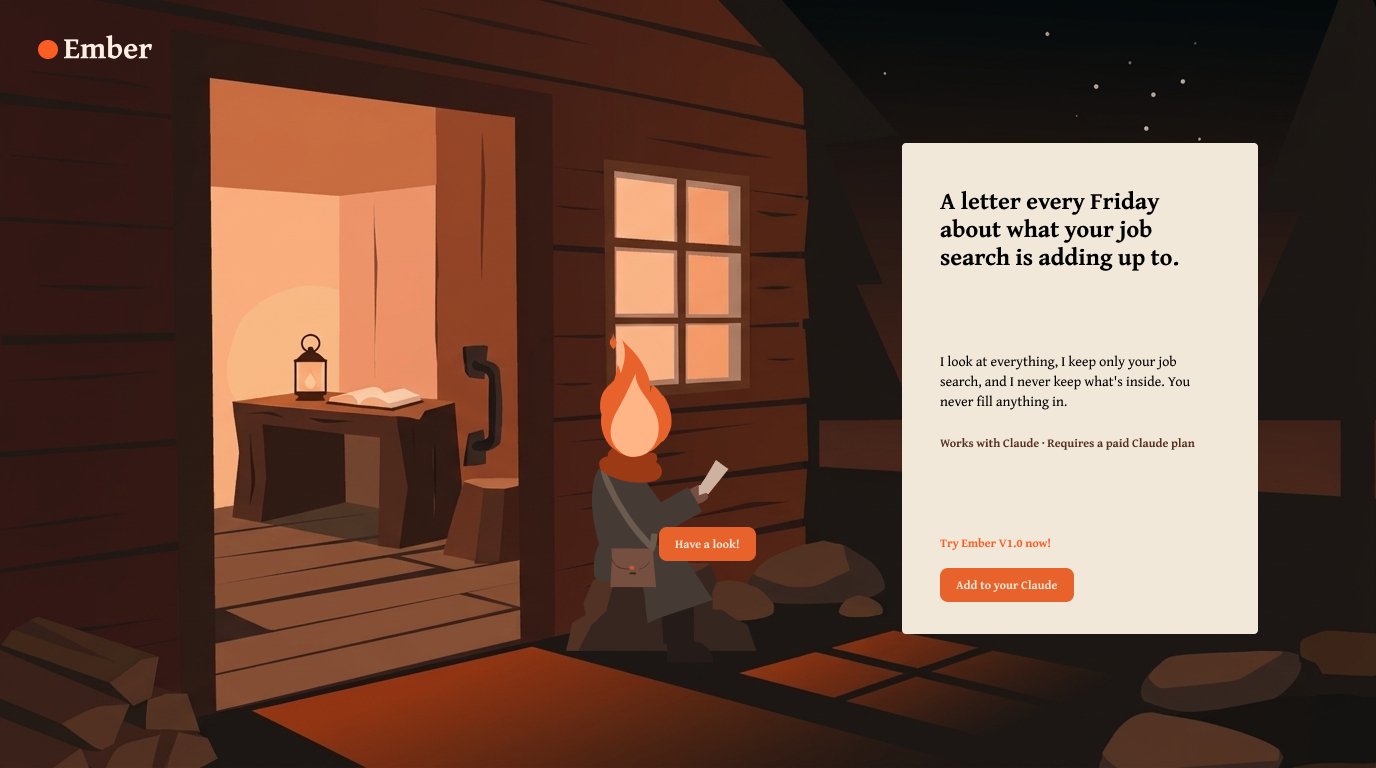 Ember
A letter every Friday
about what your job
search is adding up to.
I look at everything, I keep only your job
search, and I never keep what's inside. You
never fill anything in.
Works with Claude · Requires a paid Claude plan
Have a look!
Try Ember V1.0 now!
Add to your Claude